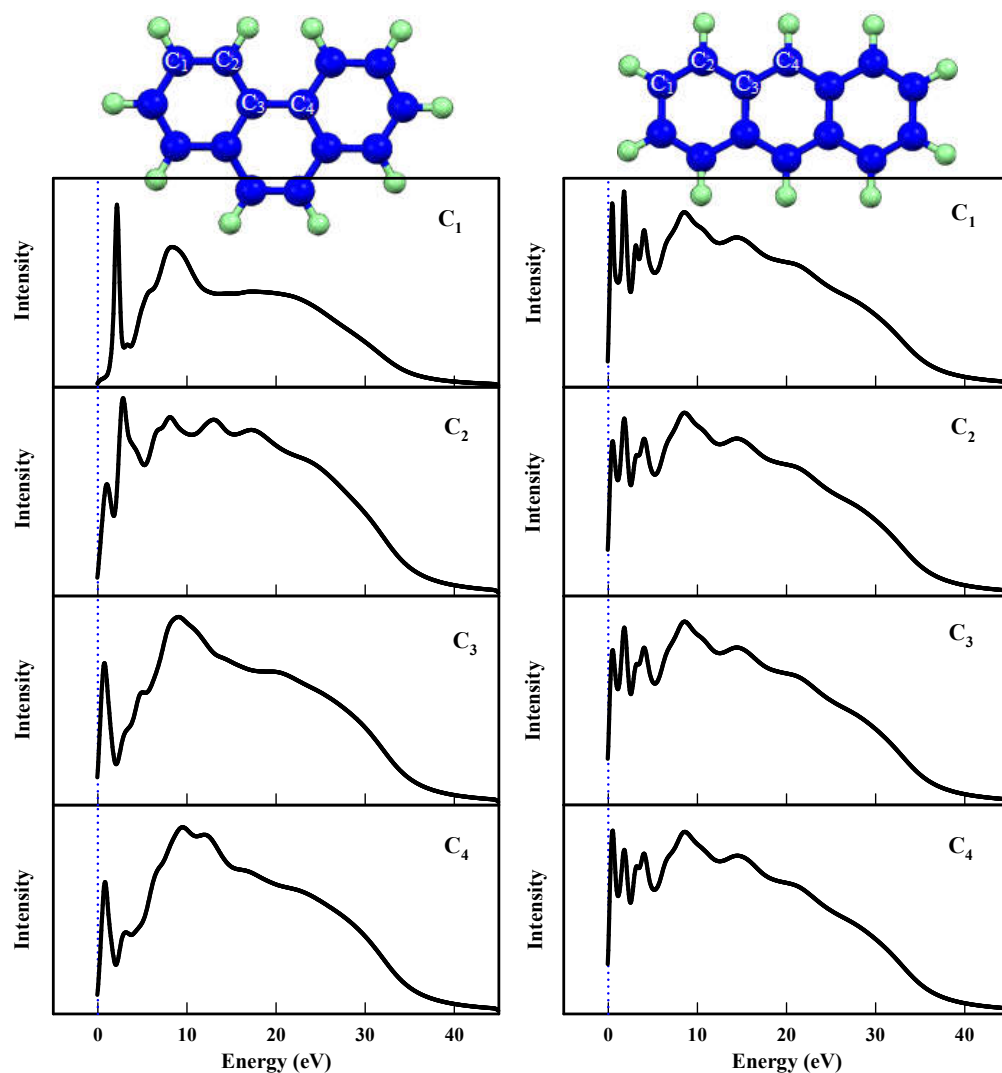 C1 C2
C3 C4
C2 C4
C1 C3
C1
Intensity
C2
Intensity
C3
Intensity
C4
Intensity
0 10 20 30 40
Energy (eV)
C1
Intensity
C2
Intensity
C3
Intensity
C4
Intensity
0 10 20 30 40
Energy (eV)